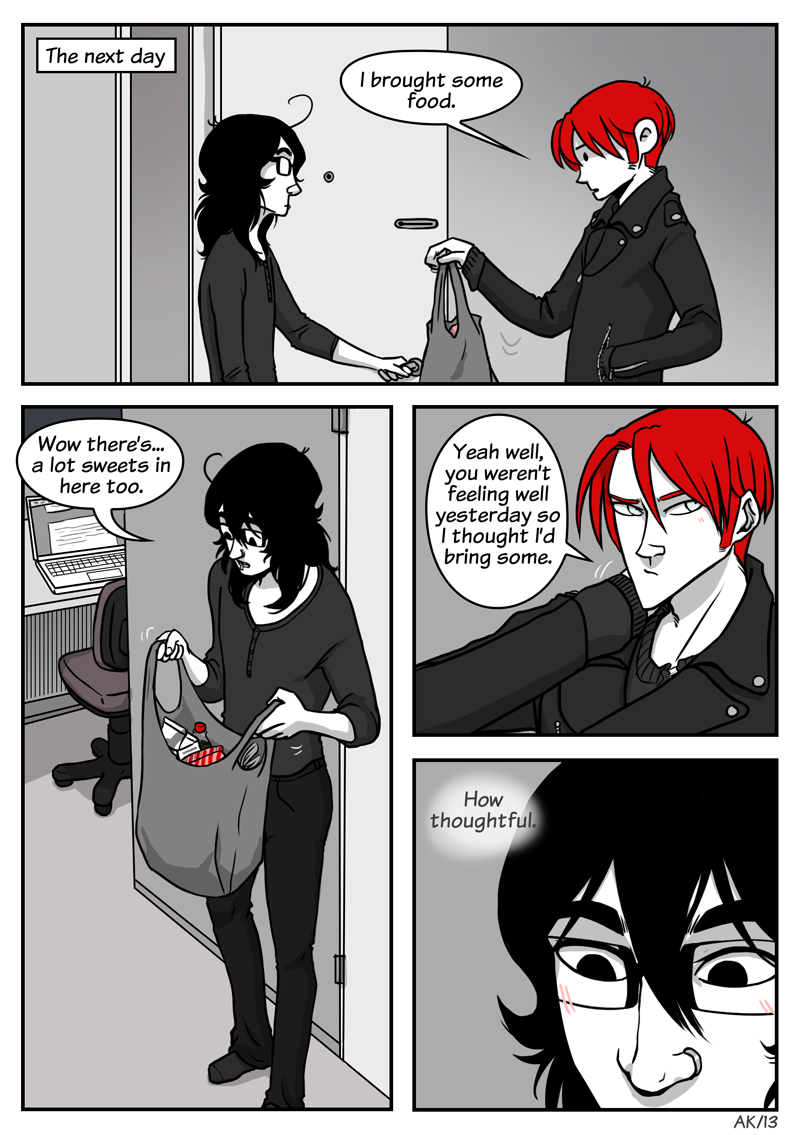 The next day
I brought some
food.
Wow there's...
a lot sweets in
here too.
Yeah well,
you weren't
feeling well
yesterday so
I thought I'd
bring some.
How
thoughtful.
AK/13